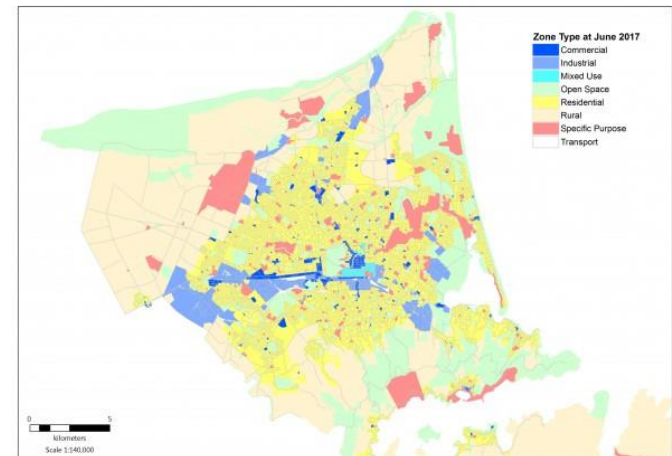 Zone Type at June 2017
Commercial
Industrial
Mixed Use
Open Space
Residential
Rural
Specific Purpose
Transport
0 5
kilometers
Scale 1:140,000